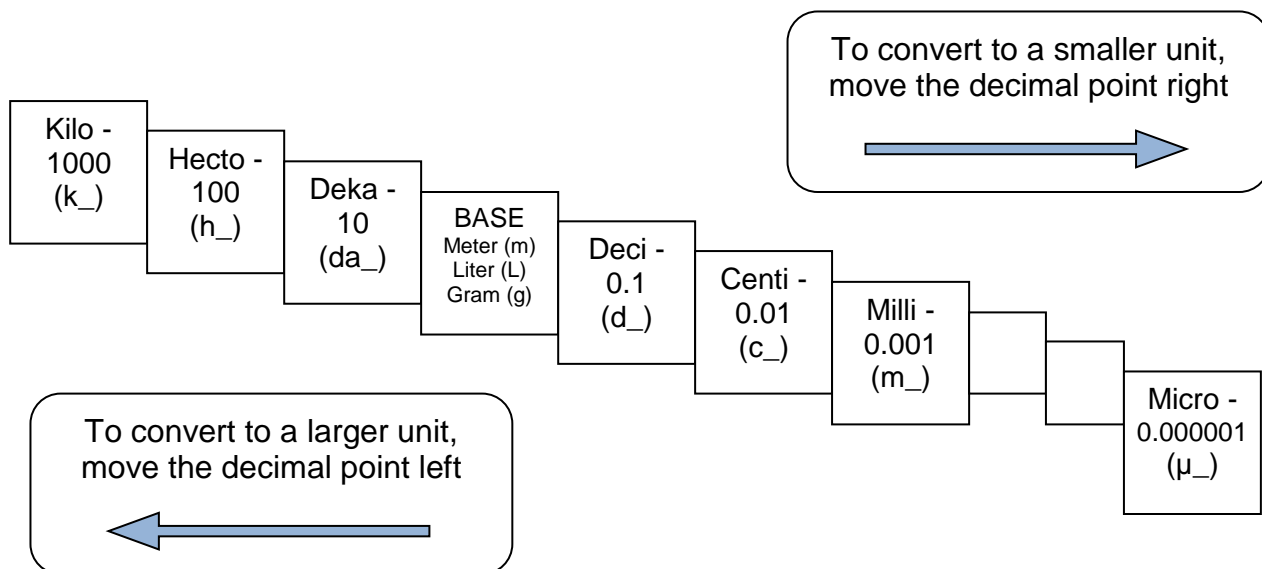 To convert to a smaller unit,
move the decimal point right
Kilo -
1000
(k_)
Hecto -
100
(h_)
Deka -
10
(da_)
BASE
Meter (m)
Liter (L)
Gram (g)
Deci -
0.1
(d_)
Centi -
0.01
(c_)
Milli -
0.001
(m_)
Micro -
0.000001
(µ_)
To convert to a larger unit,
move the decimal point left